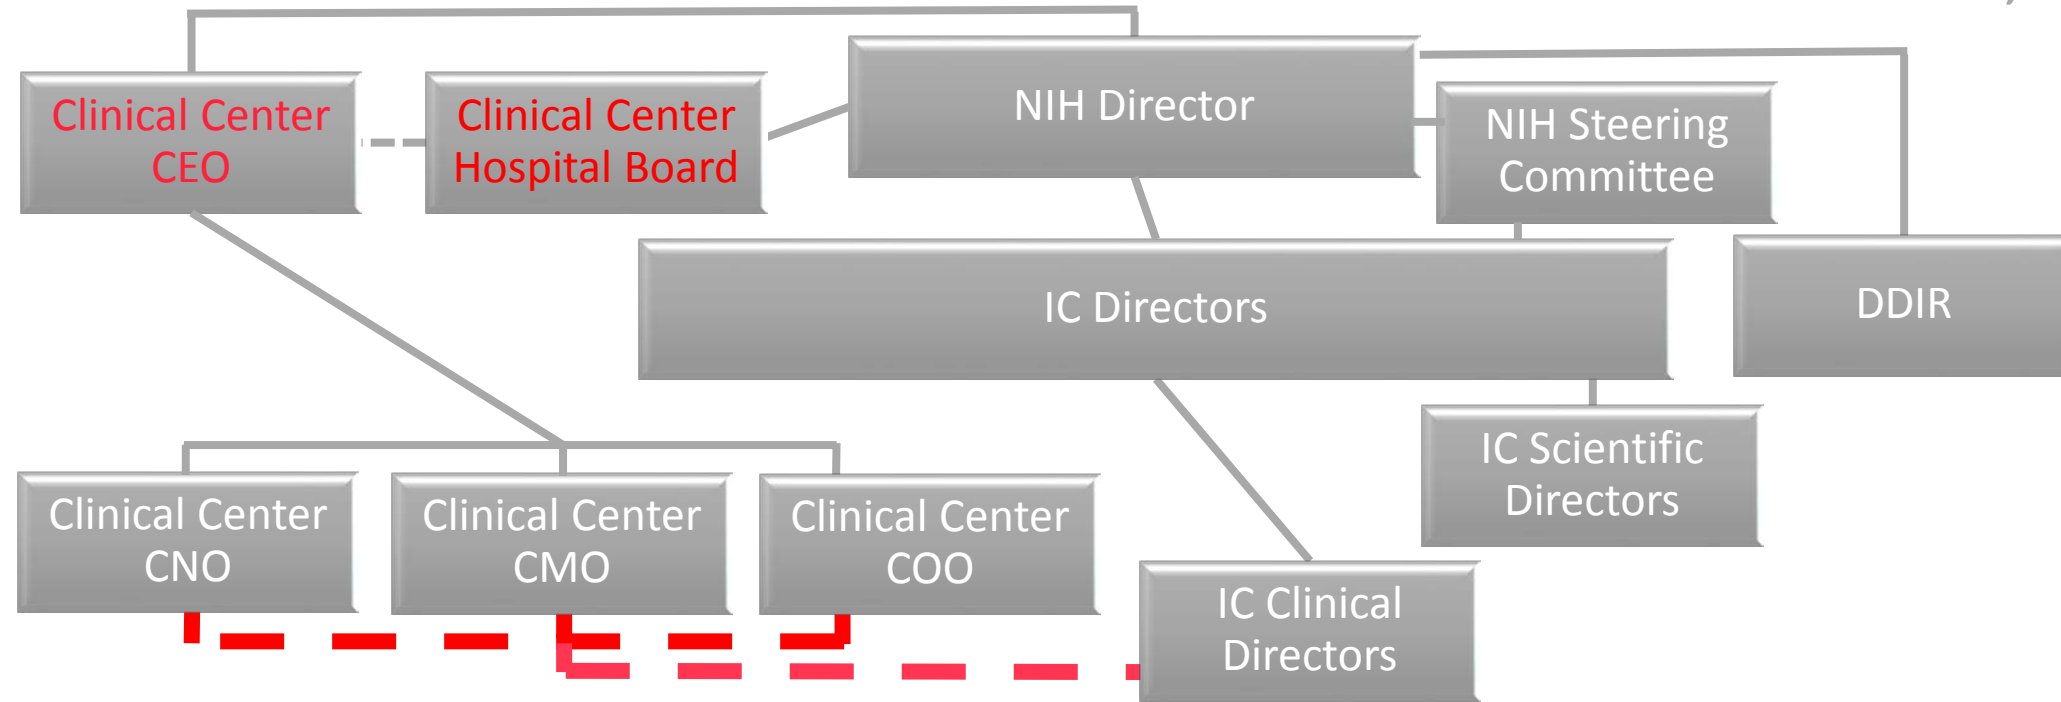 Clinical Center
CEO
Clinical Center
Hospital Board
NIH Director
NIH Steering
Committee
IC Directors
DDIR
IC Scientific
Directors
Clinical Center
CNO
Clinical Center
CMO
Clinical Center
COO
IC Clinical
Directors